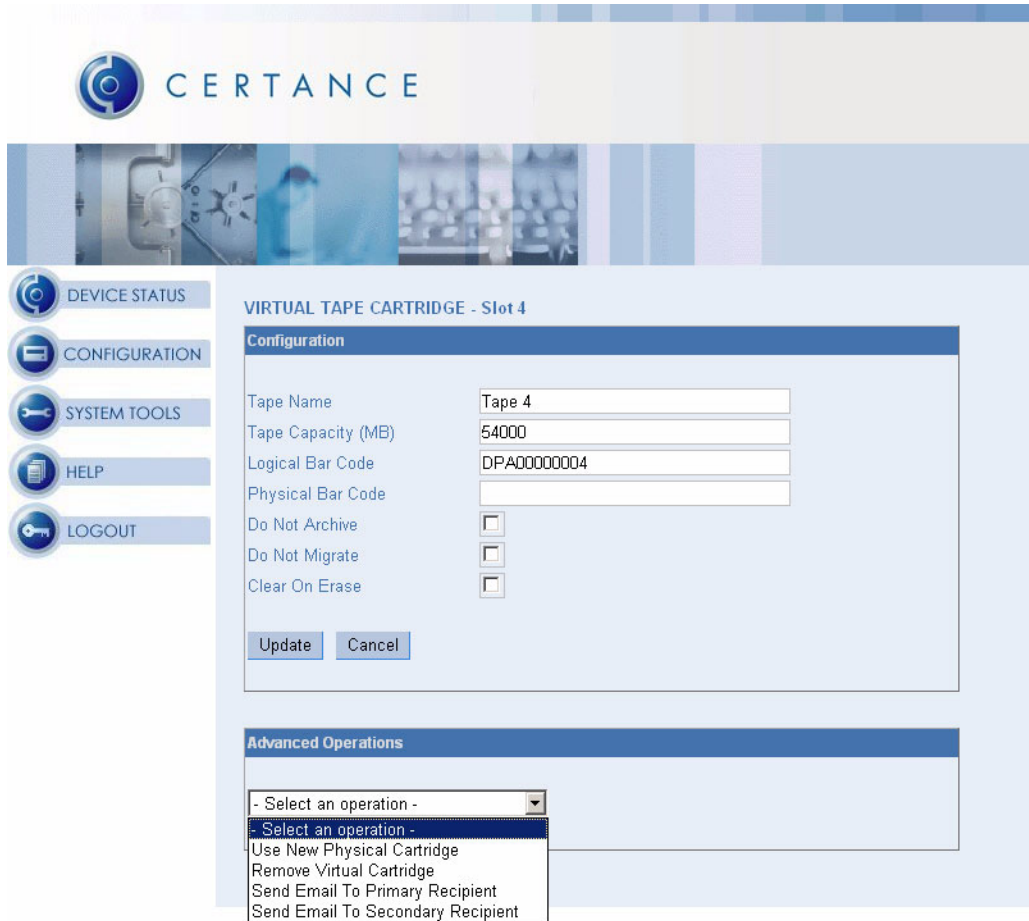 CERTANCE
DEVICE STATUS
CONFIGURATION
SYSTEM TOOLS
HELP
LOGOUT
VIRTUAL TAPE CARTRIDGE - Slot 4
Configuration
Tape Name Tape 4
Tape Capacity (MB) 54000
Logical Bar Code DPA00000004
Physical Bar Code
Do Not Archive
Do Not Migrate
Clear On Erase
Update Cancel
Advanced Operations
- Select an operation -
- Select an operation -
Use New Physical Cartridge
Remove Virtual Cartridge
Send Email To Primary Recipient
Send Email To Secondary Recipient